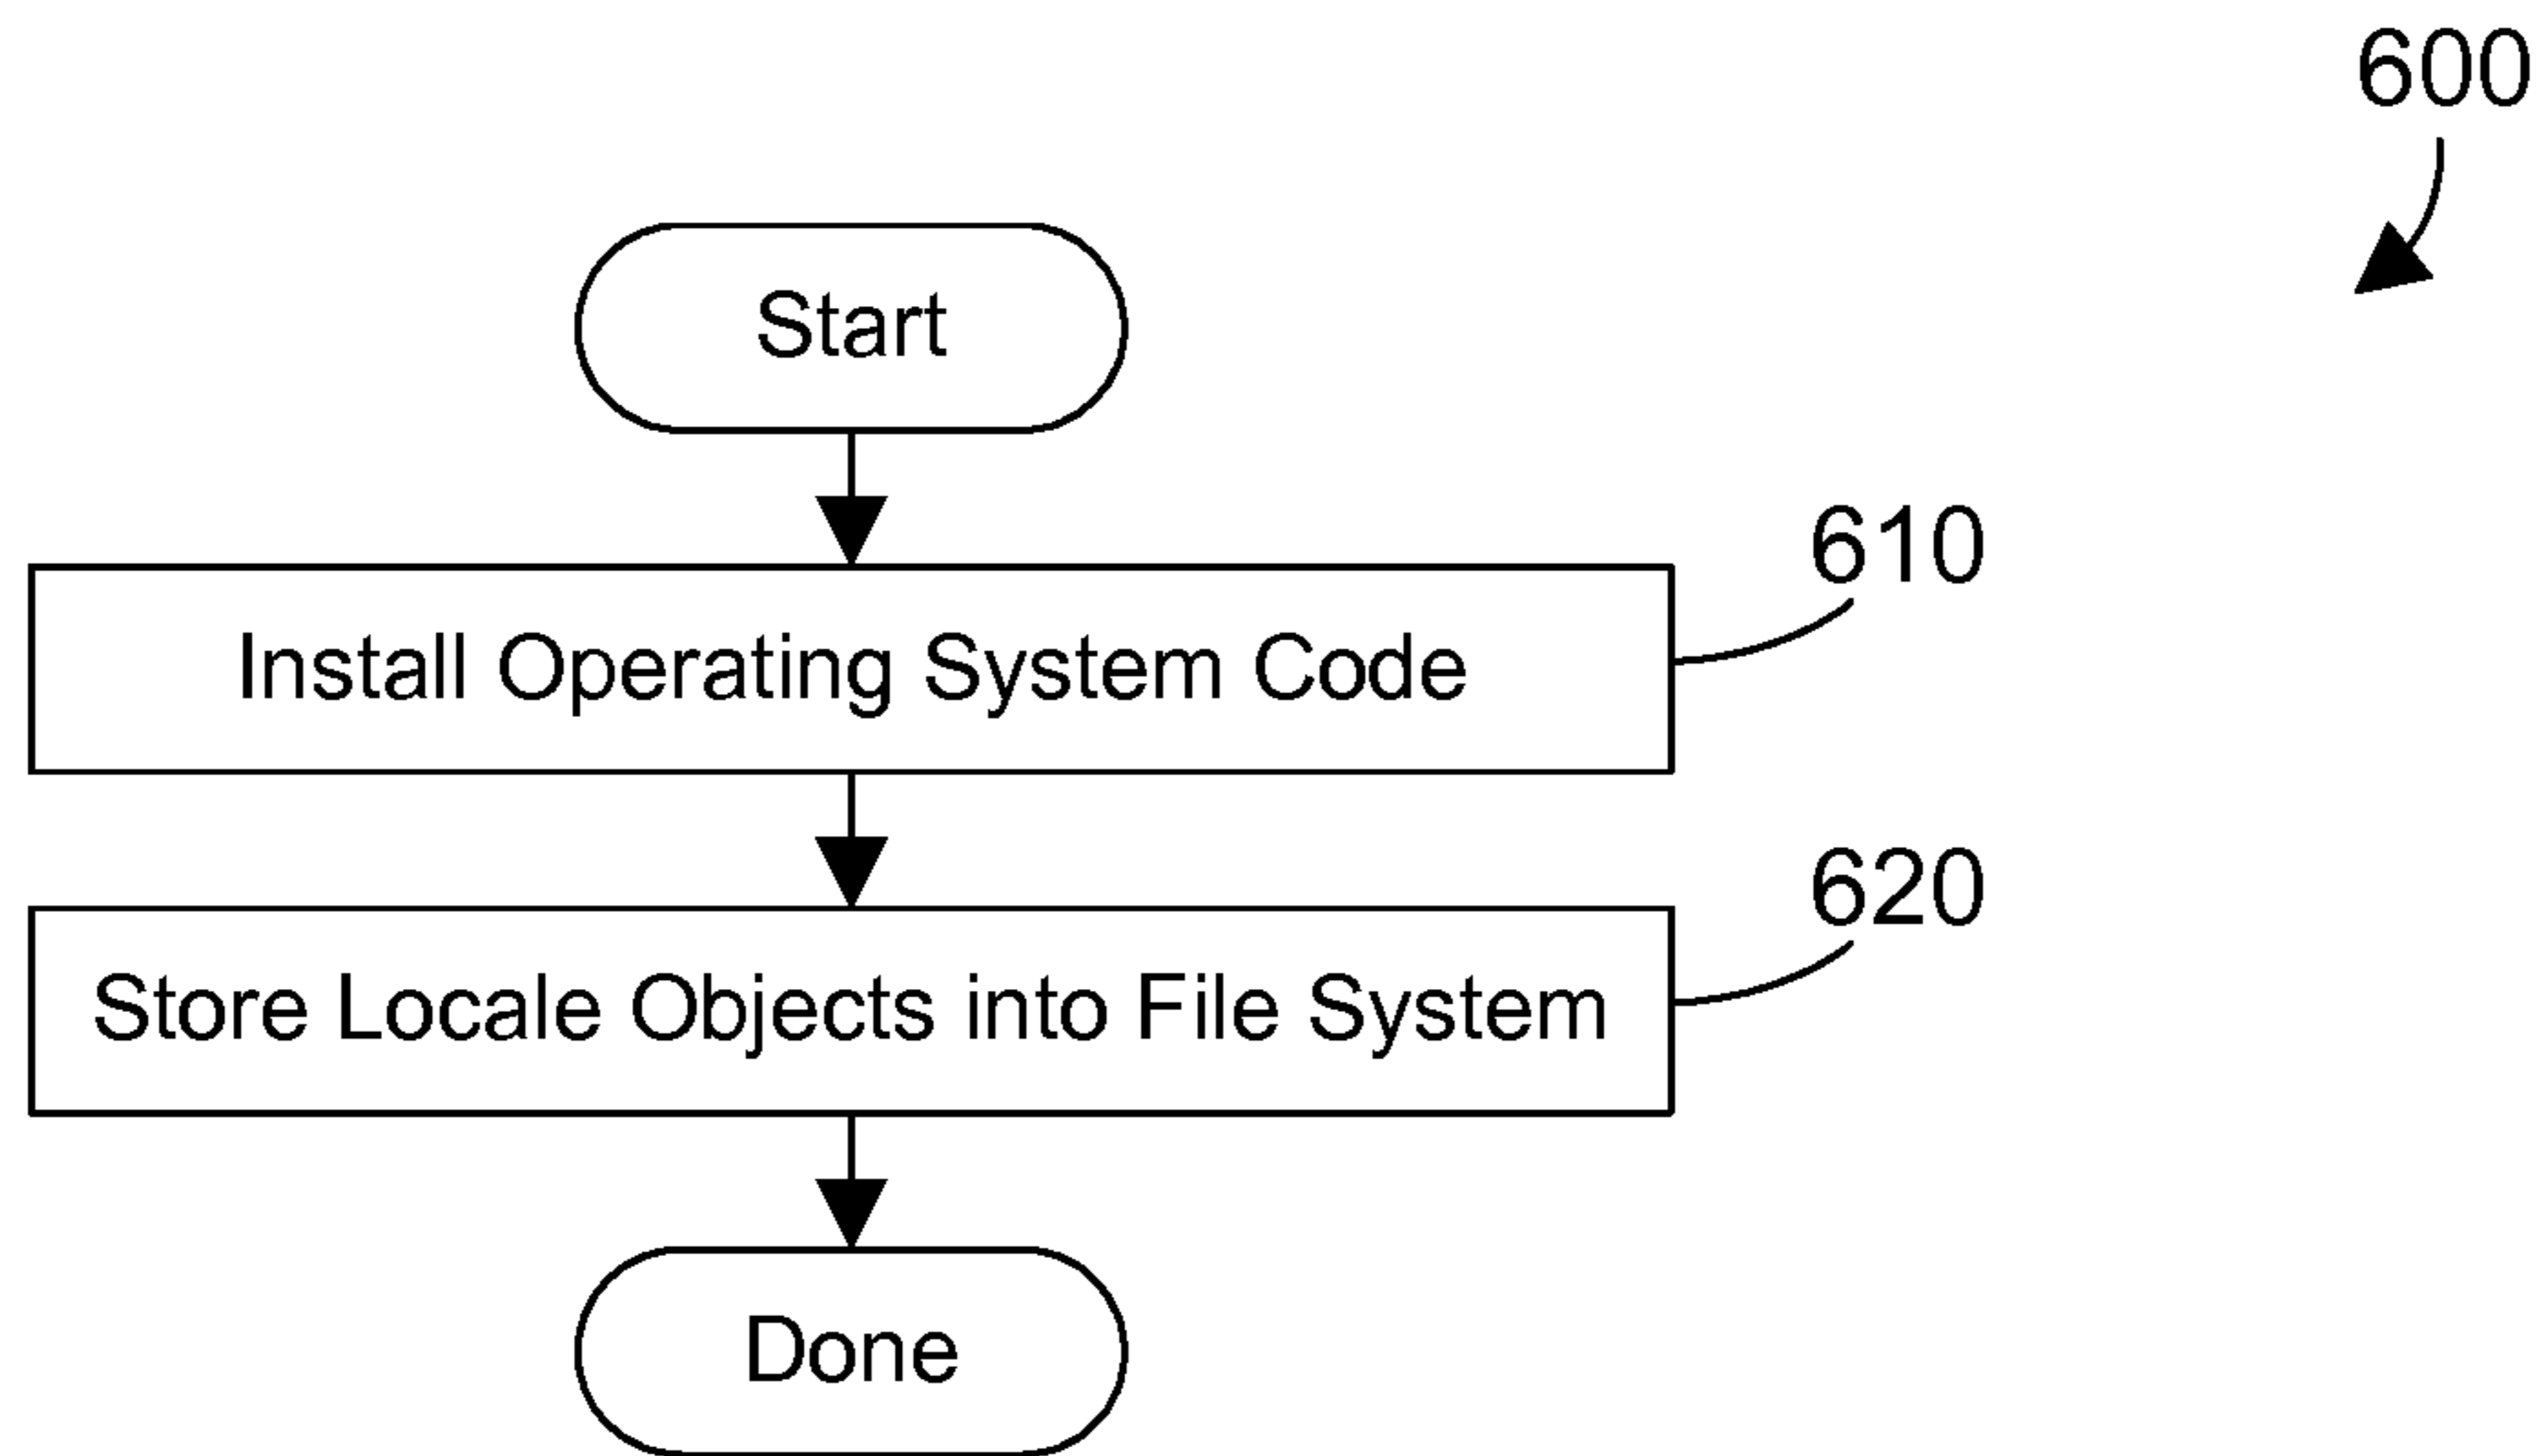 600
Start
610
Install Operating System Code
620
Store Locale Objects into File System
Done